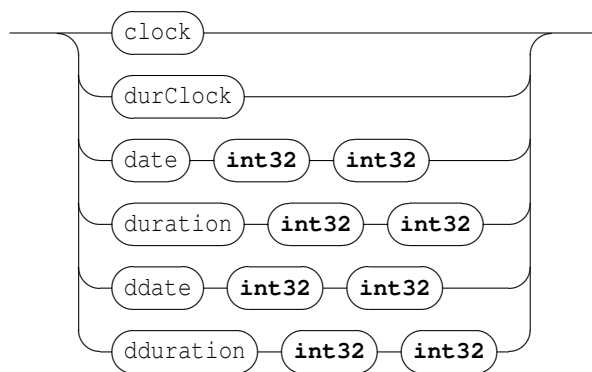 clock
durClock
date int32 int32
duration int32 int32
ddate int32 int32
dduration int32 int32